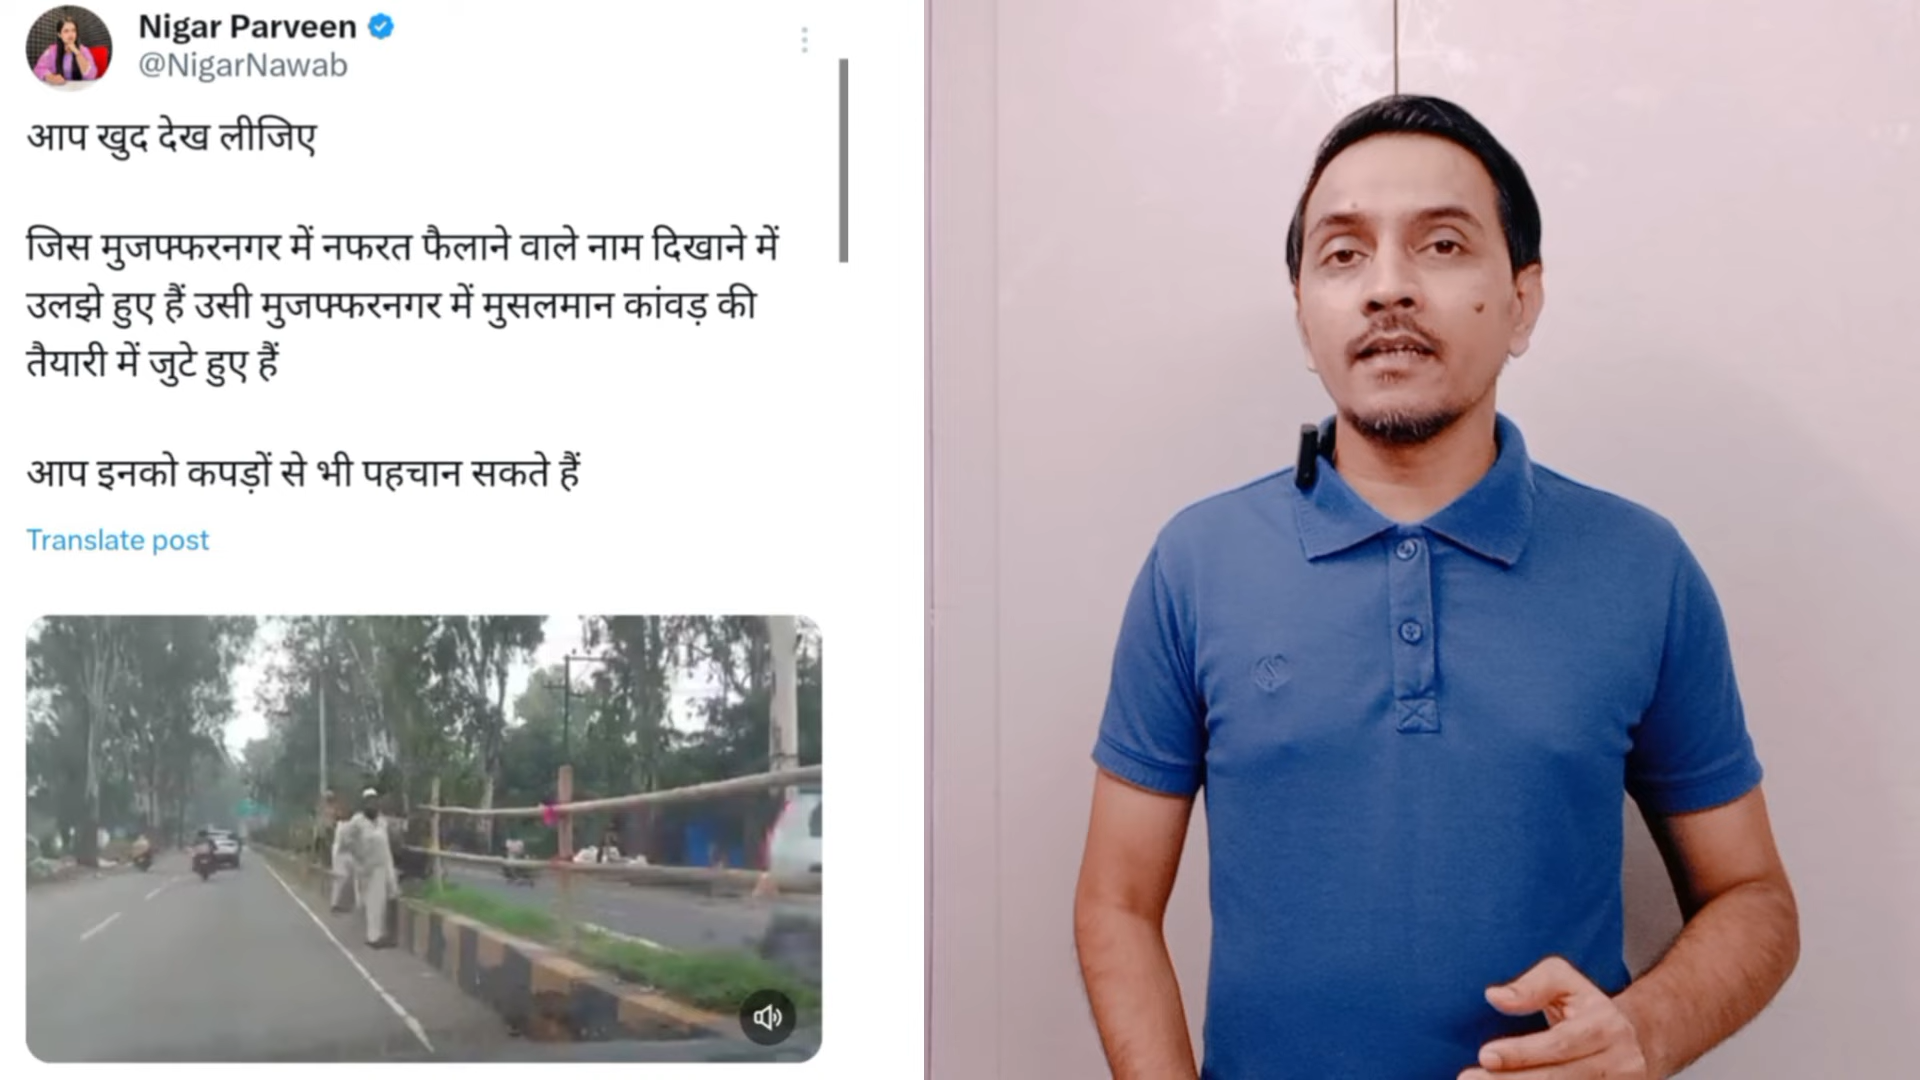 Nigar Parveen
@NigarNawab
आप खुद देख लीजिए
जिस मुजफ्फरनगर में नफरत फैलाने वाले नाम दिखाने में
उलझे हुए हैं उसी मुजफ्फरनगर में मुसलमान कांवड़ की
तैयारी में जुटे हुए हैं
आप इनको कपड़ों से भी पहचान सकते हैं
Translate post